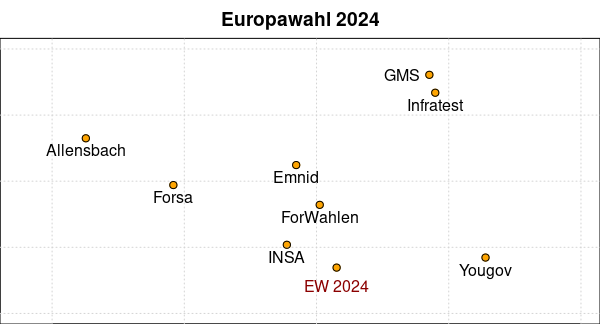 Europawahl 2024
GMS
Infratest
Allensbach
Emnid
Forsa
ForWahlen
INSA
Yougov
EW 2024